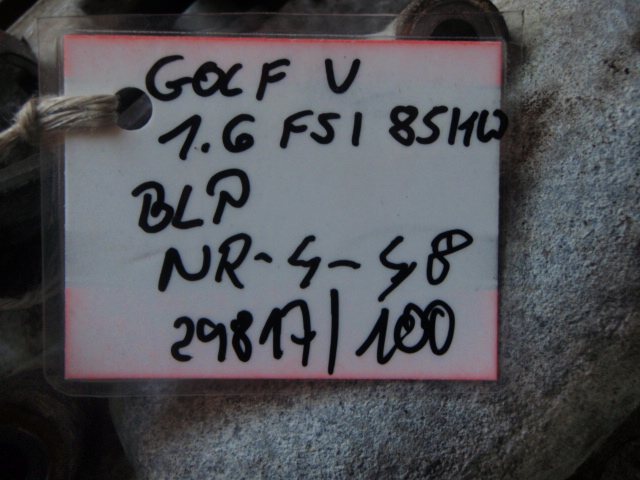 GOLF V
1.6 FSI 85KW
BLP
NR-4-48
29817/100